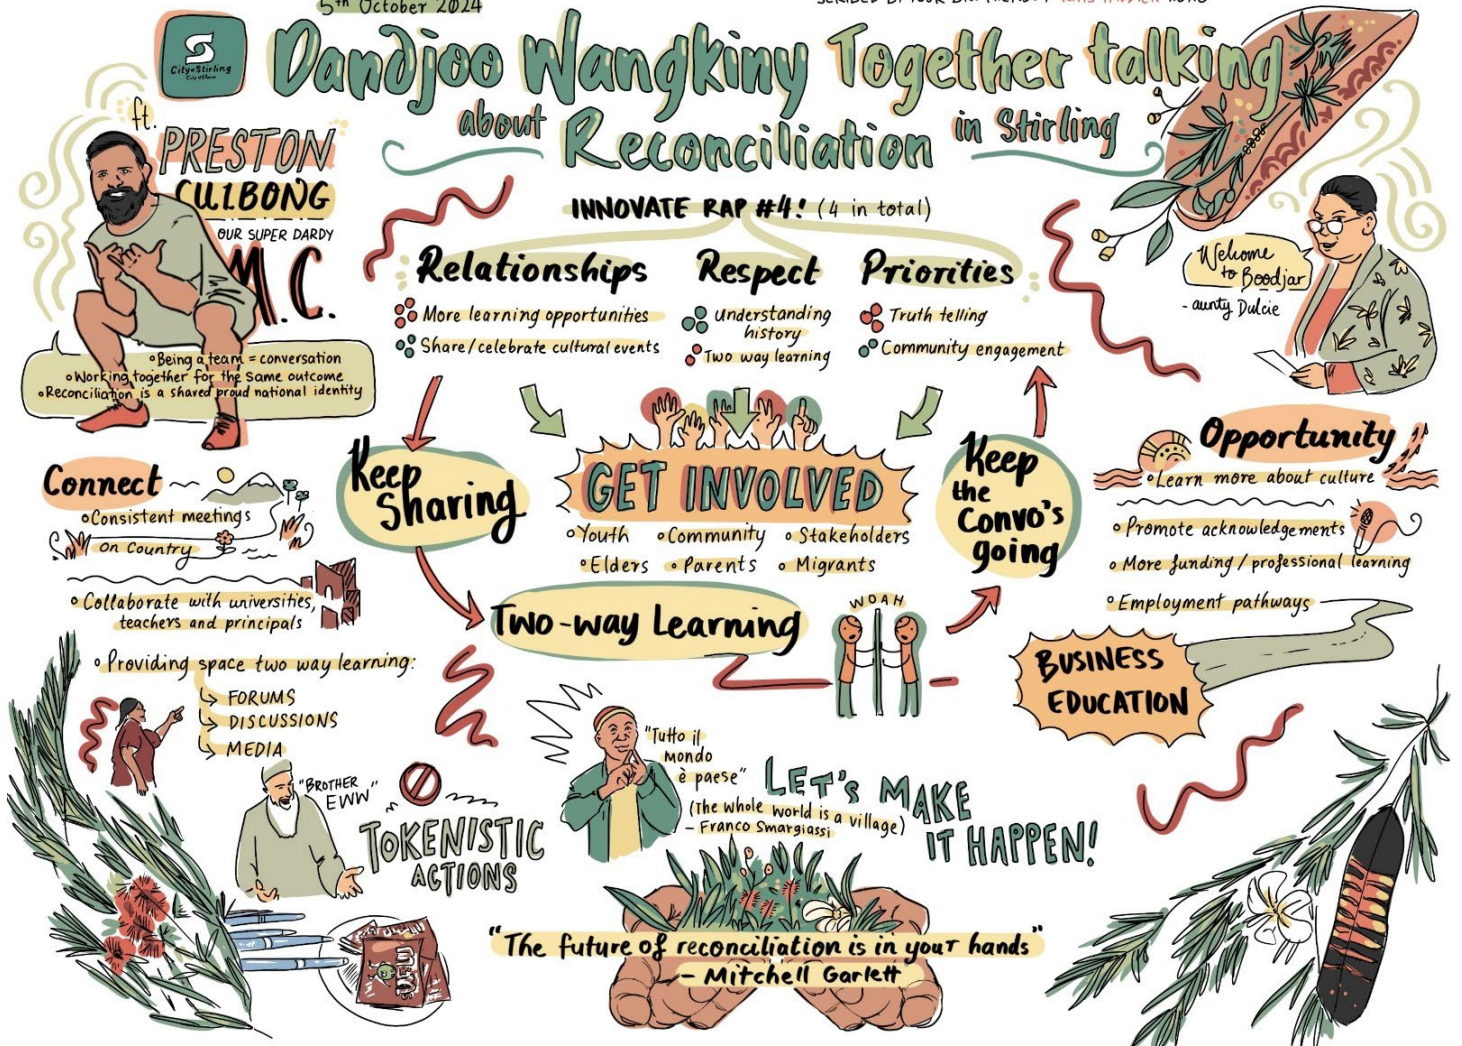 5th October 2024
City of Stirling
City of Choice
Dandjoo Wangkiny Together talking
about Reconciliation in Stirling
ft.
PRESTON
CULBONG
OUR SUPER DARDY
M.C.
Being a team = conversation
Working together for the same outcome
Reconciliation is a shared proud national identity
INNOVATE RAP #4! (4 in total)
Relationships
More learning opportunities
Share/celebrate cultural events
Respect
Understanding
history
Two way learning
Priorities
Truth telling
Community engagement
Welcome
to Boodjar
- aunty Dulcie
Connect
Consistent meetings
on Country
Collaborate with universities,
teachers and principals
Providing space two way learning:
FORUMS
DISCUSSIONS
MEDIA
Keep
Sharing
GET INVOLVED
Youth
Community
Stakeholders
Elders
Parents
Migrants
Keep
the
Convo's
going
Two-way Learning
WOAH
Opportunity
Learn more about culture
Promote acknowledgements
More funding / professional learning
Employment pathways
BUSINESS
EDUCATION
"BROTHER
EWW"
TOKENISTIC
ACTIONS
"Tutto il
mondo
è paese"
(The whole world is a village)
- Franco Smargiassi
LET'S MAKE
IT HAPPEN!
"The future of reconciliation is in your hands"
- Mitchell Garlett